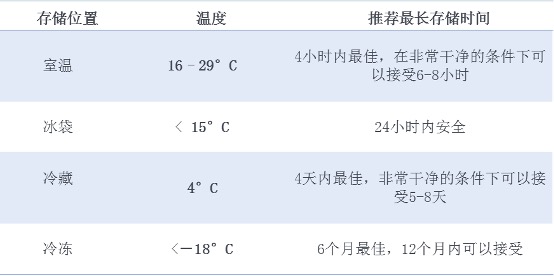 存储位置 温度 推荐最长存储时间
室温 16－29°C 4小时内最佳，在非常干净的条件下可
以接受6-8小时
冰袋 < 15°C 24小时内安全
冷藏 4°C 4天内最佳，非常干净的条件下可以接
受5-8天
冷冻 <－18°C 6个月最佳，12个月内可以接受